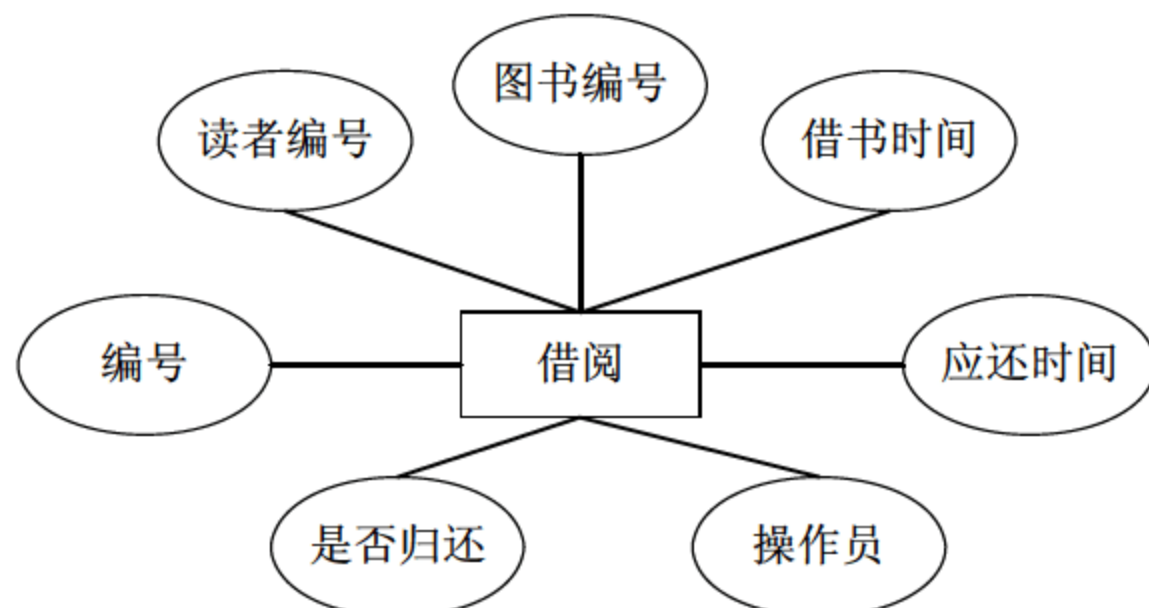 图书编号
读者编号
借书时间
编号
借阅
应还时间
是否归还
操作员